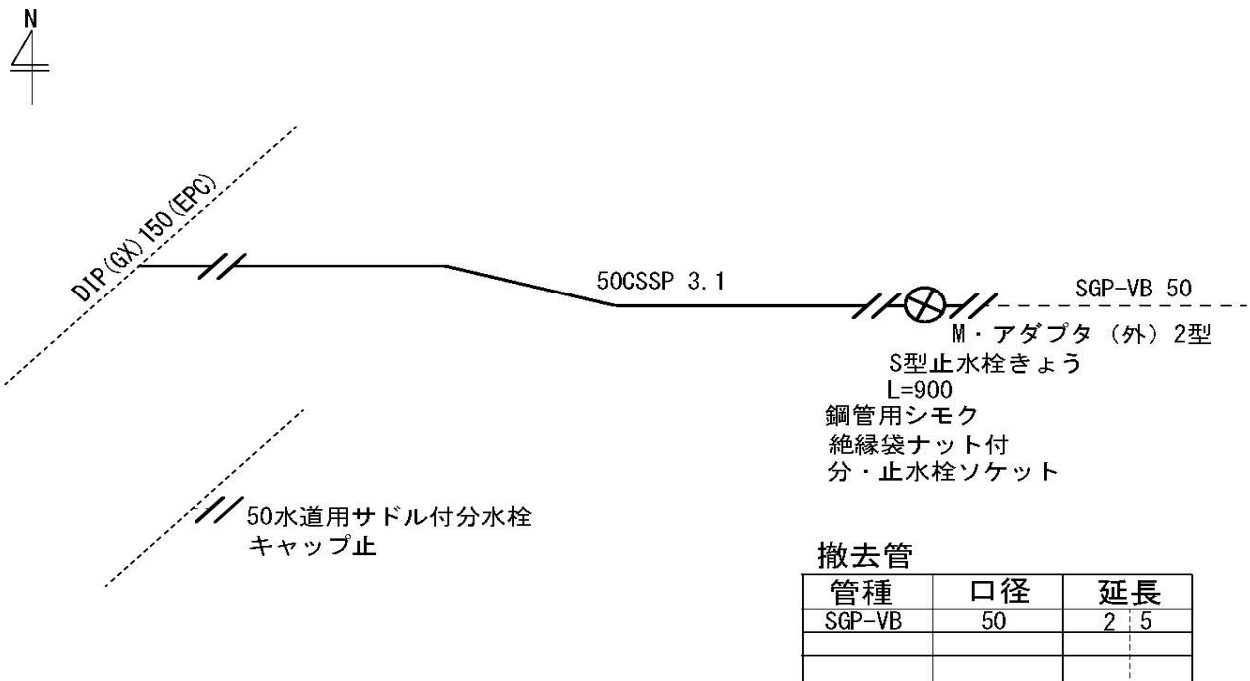 N
DIP(GX)150(EPC)
50CSSP 3.1
SGP-VB 50
M・アダプタ（外）2型
S型止水栓きょう
L=900
鋼管用シモク
絶縁袋ナット付
分・止水栓ソケット
50水道用サドル付分水栓
キャップ止
撤去管
管種 口径 延長
SGP-VB 50 2 5